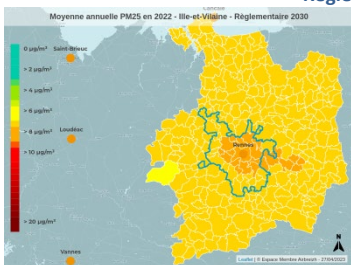 Régle
Moyenne annuelle PM25 en 2022 - Ille-et-Vilaine - Réglementaire 2030
Cancale
0 µg/m³
Saint-Brieuc
> 2 µg/m³
> 4 µg/m³
> 6 µg/m³
> 8 µg/m³
Loudéac
Rennes
> 10 µg/m³
> 20 µg/m³
Vannes
N
Leaflet | © Espace Membre Airbreizh - 27/04/2023